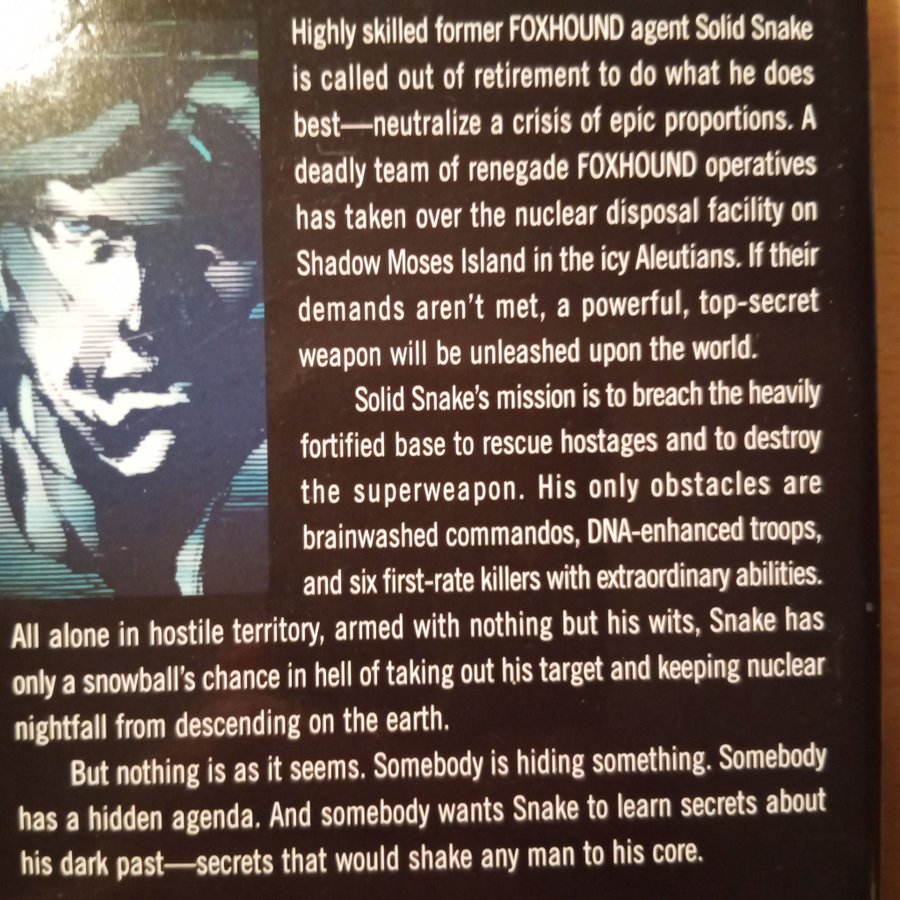 Highly skilled former FOXHOUND agent Solid Snake
is called out of retirement to do what he does
best—neutralize a crisis of epic proportions. A
deadly team of renegade FOXHOUND operatives
has taken over the nuclear disposal facility on
Shadow Moses Island in the icy Aleutians. If their
demands aren't met, a powerful, top-secret
weapon will be unleashed upon the world.
Solid Snake's mission is to breach the heavily
fortified base to rescue hostages and to destroy
the superweapon. His only obstacles are
brainwashed commandos, DNA-enhanced troops,
and six first-rate killers with extraordinary abilities.
All alone in hostile territory, armed with nothing but his wits, Snake has
only a snowball's chance in hell of taking out his target and keeping nuclear
nightfall from descending on the earth.
But nothing is as it seems. Somebody is hiding something. Somebody
has a hidden agenda. And somebody wants Snake to learn secrets about
his dark past—secrets that would shake any man to his core.